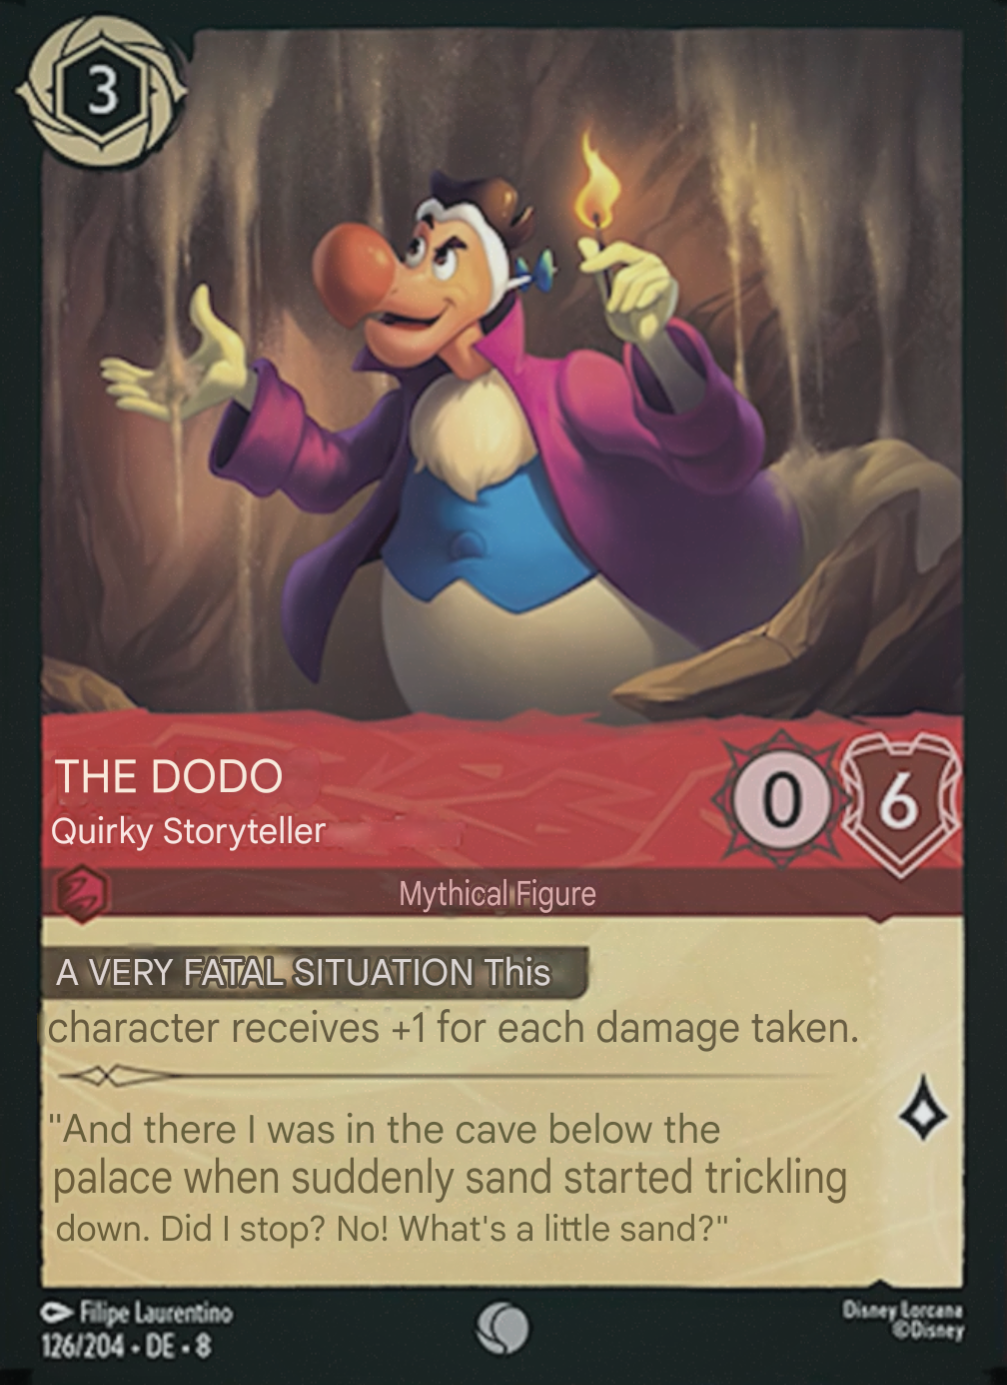 3
THE DODO
Quirky Storyteller
0
6
Mythical Figure
A VERY FATAL SITUATION This
character receives +1 for each damage taken.
"And there I was in the cave below the
palace when suddenly sand started trickling
down. Did I stop? No! What's a little sand?"
Filipe Laurentino
126/204 • DE • 8
Disney Lorcana
©Disney